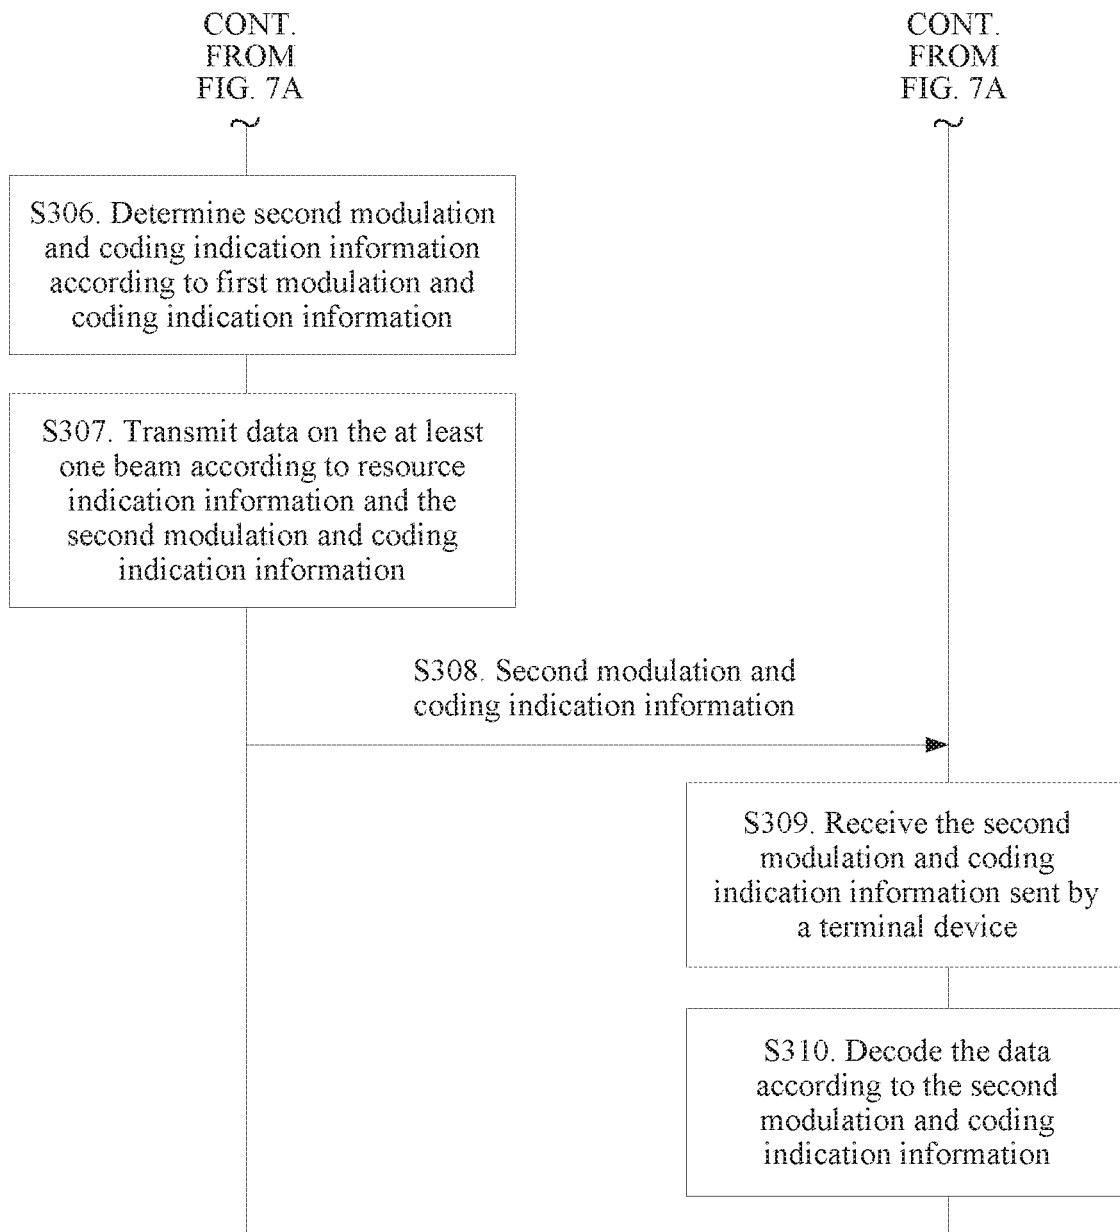 CONT.
FROM
FIG. 7A
CONT.
FROM
FIG. 7A
S306. Determine second modulation
and coding indication information
according to first modulation and
coding indication information
S307. Transmit data on the at least
one beam according to resource
indication information and the
second modulation and coding
indication information
S308. Second modulation and
coding indication information
S309. Receive the second
modulation and coding
indication information sent by
a terminal device
S310. Decode the data
according to the second
modulation and coding
indication information